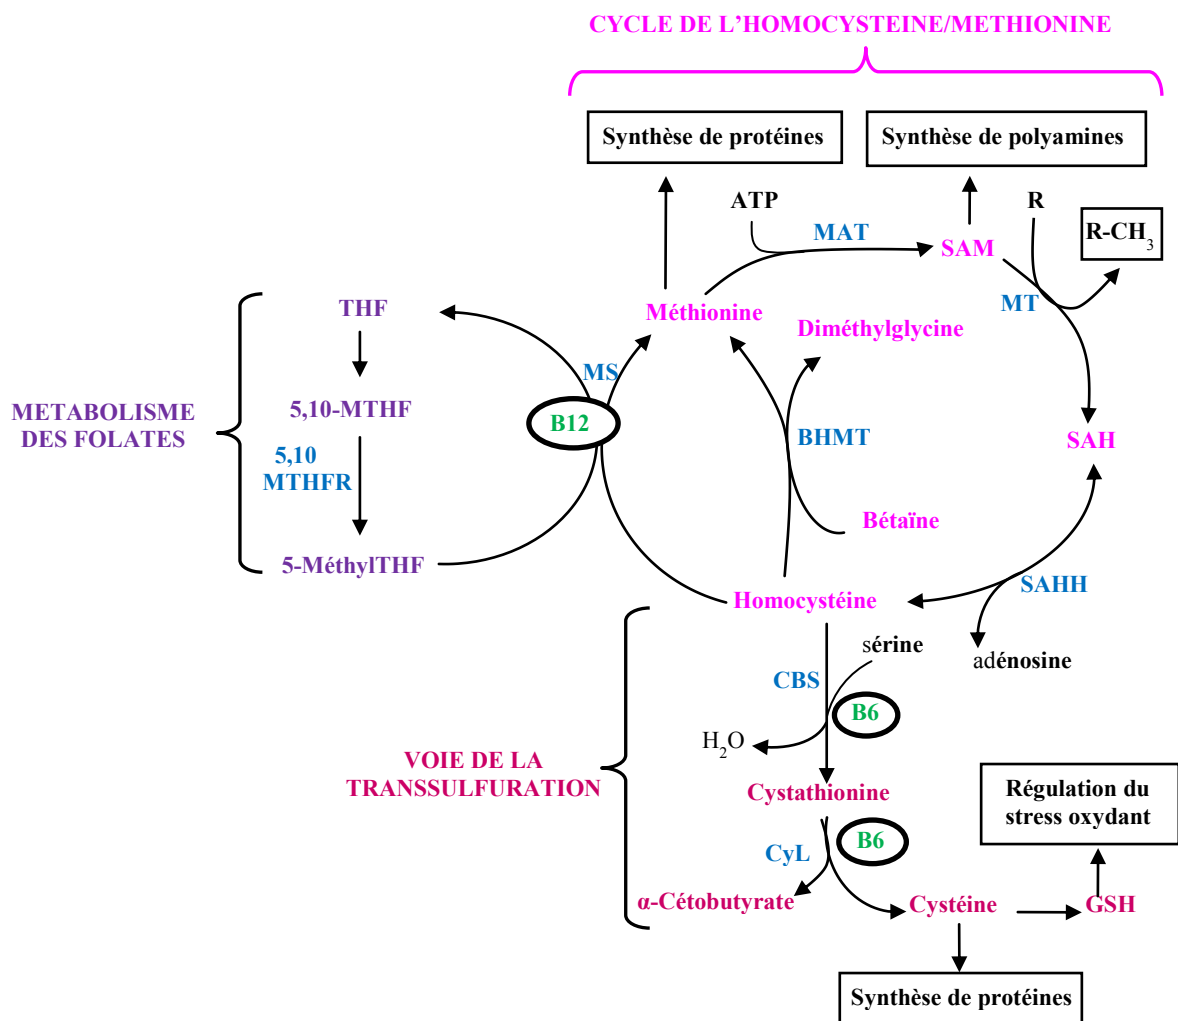 CYCLE DE L'HOMOCYSTEINE/METHIONINE
Synthèse de protéines
Synthèse de polyamines
ATP
R
MAT
SAM
R-CH3
MT
THF
Méthionine
Diméthylglycine
MS
METABOLISME
DES FOLATES
5,10-MTHF
B12
BHMT
SAH
5,10
MTHFR
Bétaïne
5-MéthylTHF
Homocystéine
SAHH
sérine
adénosine
CBS
B6
H2O
VOIE DE LA
TRANSSULFURATION
Cystathionine
Régulation du
stress oxydant
B6
CyL
α-Cétobutyrate
Cystéine
GSH
Synthèse de protéines